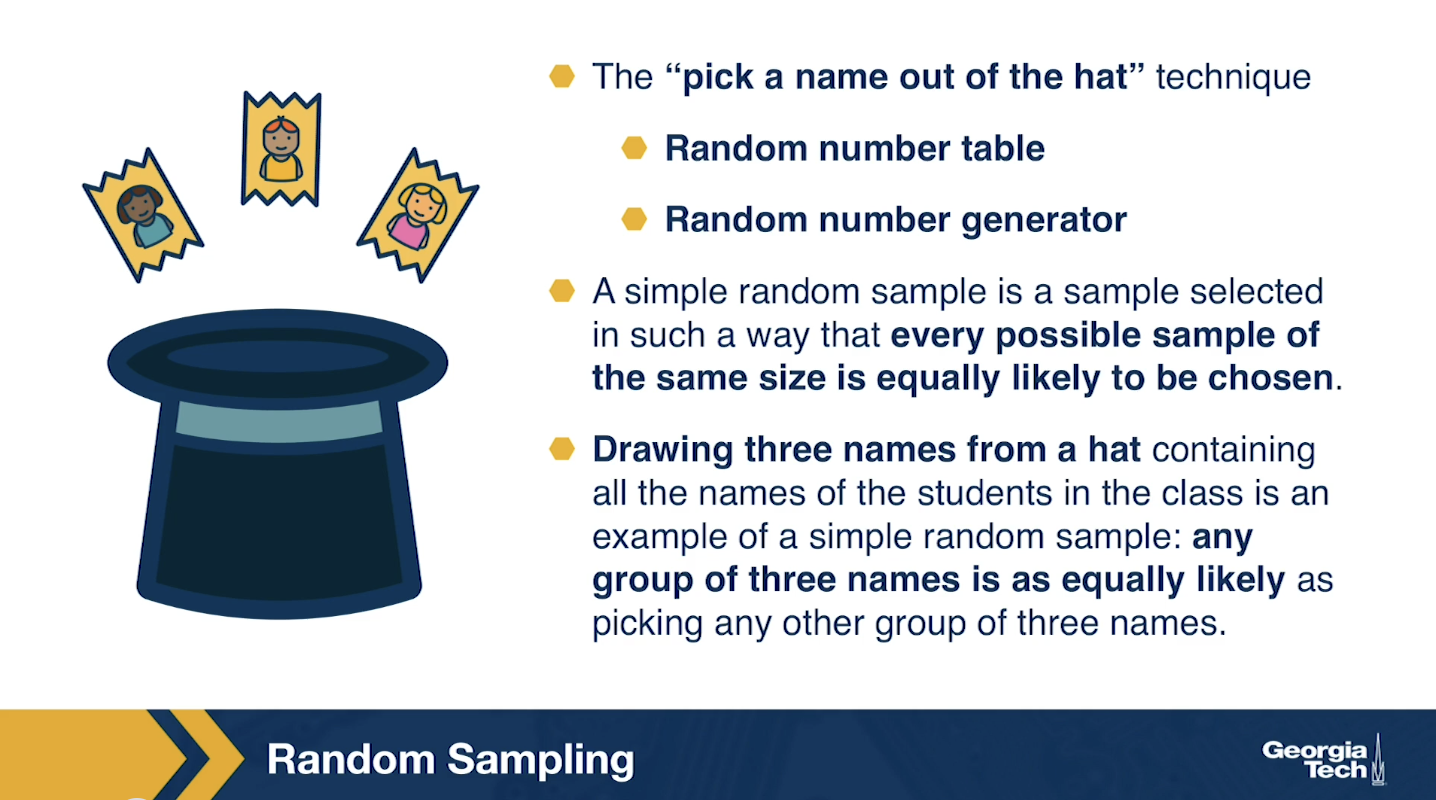 The “pick a name out of the hat” technique
Random number table
Random number generator
A simple random sample is a sample selected
in such a way that every possible sample of
the same size is equally likely to be chosen.
Drawing three names from a hat containing
all the names of the students in the class is an
example of a simple random sample: any
group of three names is as equally likely as
picking any other group of three names.
Random Sampling
Georgia
Tech